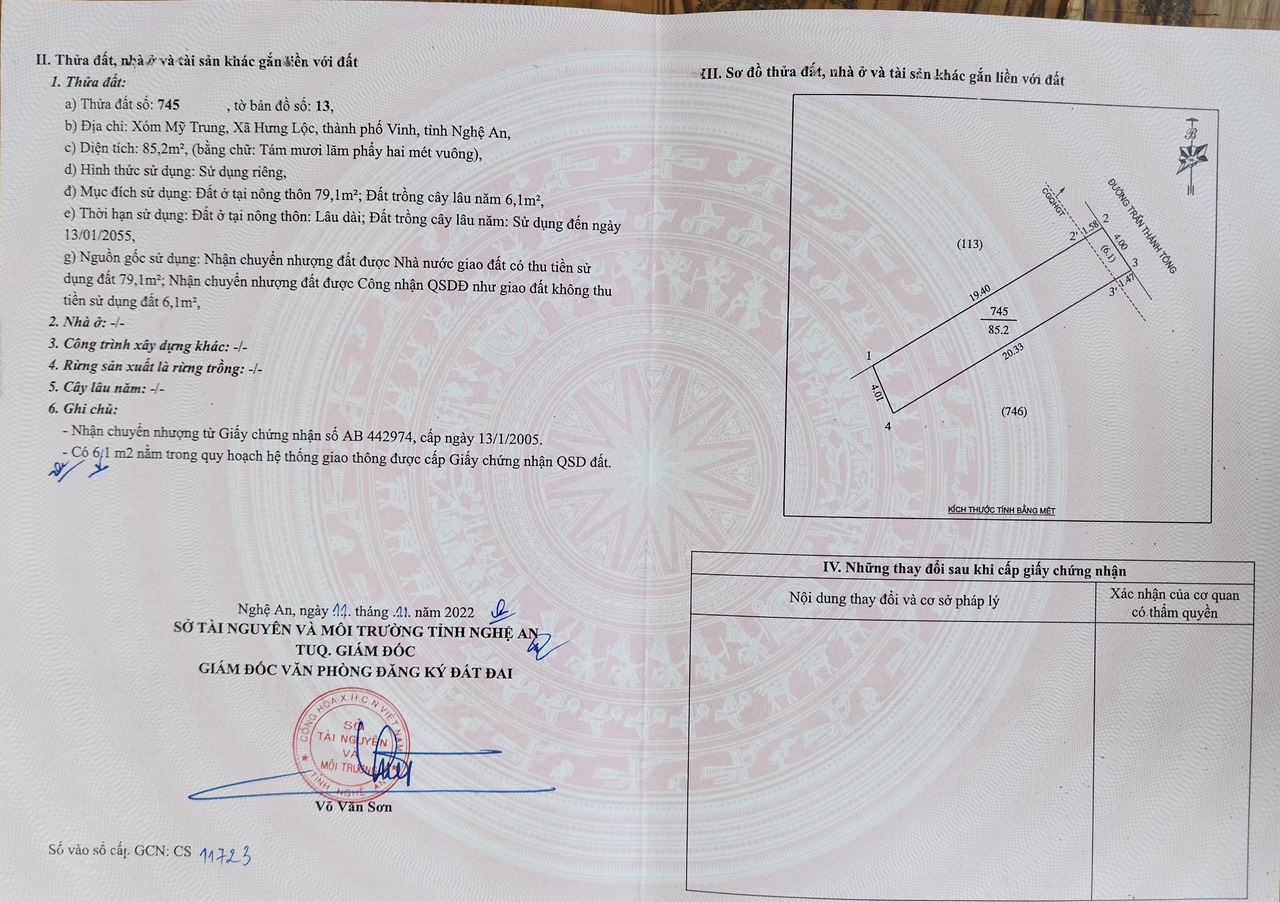 II. Thửa đất, nhà ở và tài sản khác gắn liền với đất
1. Thửa đất:
a) Thửa đất số: 745 , tờ bản đồ số: 13,
b) Địa chỉ: Xóm Mỹ Trung, Xã Hưng Lộc, thành phố Vinh, tỉnh Nghệ An,
c) Diện tích: 85,2m², (bằng chữ: Tám mươi lăm phẩy hai mét vuông),
d) Hình thức sử dụng: Sử dụng riêng,
đ) Mục đích sử dụng: Đất ở tại nông thôn 79,1m²; Đất trồng cây lâu năm 6,1m²,
e) Thời hạn sử dụng: Đất ở tại nông thôn: Lâu dài; Đất trồng cây lâu năm: Sử dụng đến ngày
13/01/2055,
g) Nguồn gốc sử dụng: Nhận chuyển nhượng đất được Nhà nước giao đất có thu tiền sử
dụng đất 79,1m²; Nhận chuyển nhượng đất được Công nhận QSDĐ như giao đất không thu
tiền sử dụng đất 6,1m²,
2. Nhà ở: -/-
3. Công trình xây dựng khác: -/-
4. Rừng sản xuất là rừng trồng: -/-
5. Cây lâu năm: -/-
6. Ghi chú:
- Nhận chuyển nhượng từ Giấy chứng nhận số AB 442974, cấp ngày 13/1/2005.
- Có 6,1 m2 nằm trong quy hoạch hệ thống giao thông được cấp Giấy chứng nhận QSD đất.
Nghệ An, ngày 11. tháng .11. năm 2022
SỞ TÀI NGUYÊN VÀ MÔI TRƯỜNG TỈNH NGHỆ AN
TUQ. GIÁM ĐỐC
GIÁM ĐỐC VĂN PHÒNG ĐĂNG KÝ ĐẤT ĐAI
CỘNG HÒA X.H.C.N VIỆT NAM
SỞ
TÀI NGUYÊN
VÀ
MÔI TRƯỜNG
TỈNH NGHỆ AN
Võ Văn Sơn
Số vào sổ cấp GCN: CS 11723
III. Sơ đồ thửa đất, nhà ở và tài sản khác gắn liền với đất
B
ĐƯỜNG TRẦN THÁNH TÔNG
CGQHGT
2
1.58
2'
4.00
(6.1)
3
1.47
3'
(113)
19.40
745
85.2
20.33
1
4.01
4
(746)
KÍCH THƯỚC TÍNH BẰNG MÉT
IV. Những thay đổi sau khi cấp giấy chứng nhận
Nội dung thay đổi và cơ sở pháp lý
Xác nhận của cơ quan
có thẩm quyền